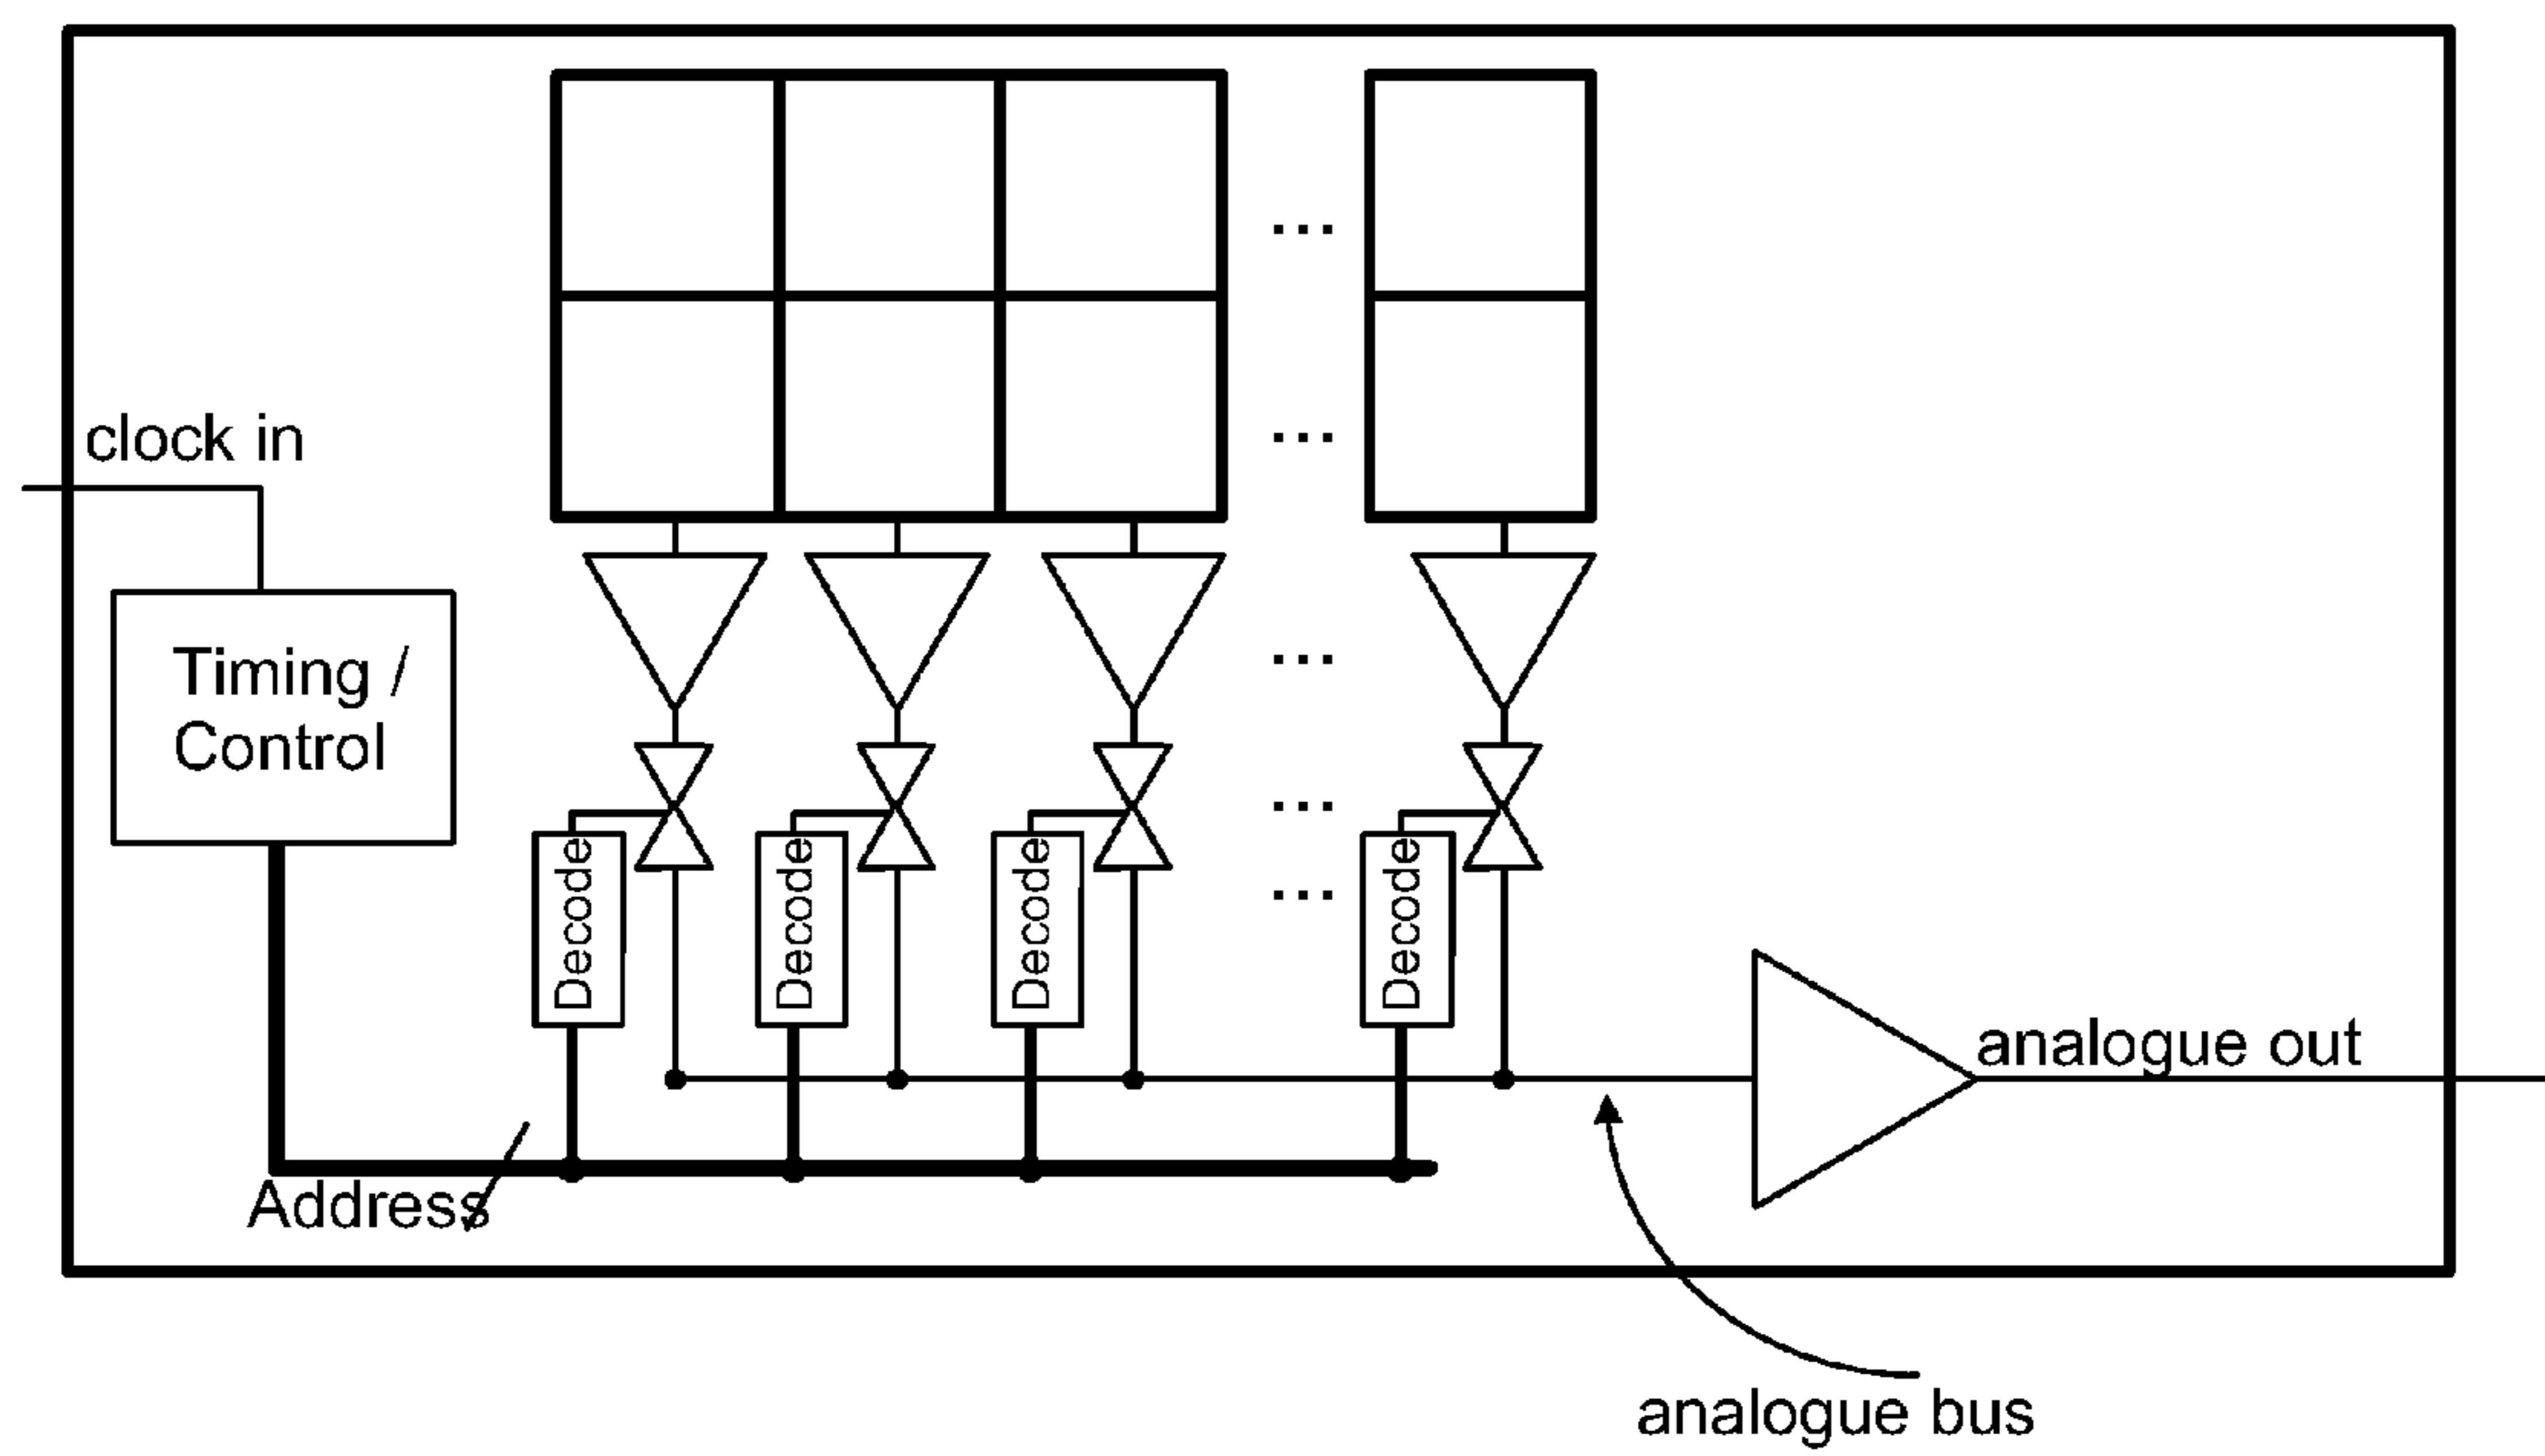 clock in
Timing /
Control
Decode
Decode
Decode
Decode
...
...
...
...
...
analogue out
Address
analogue bus